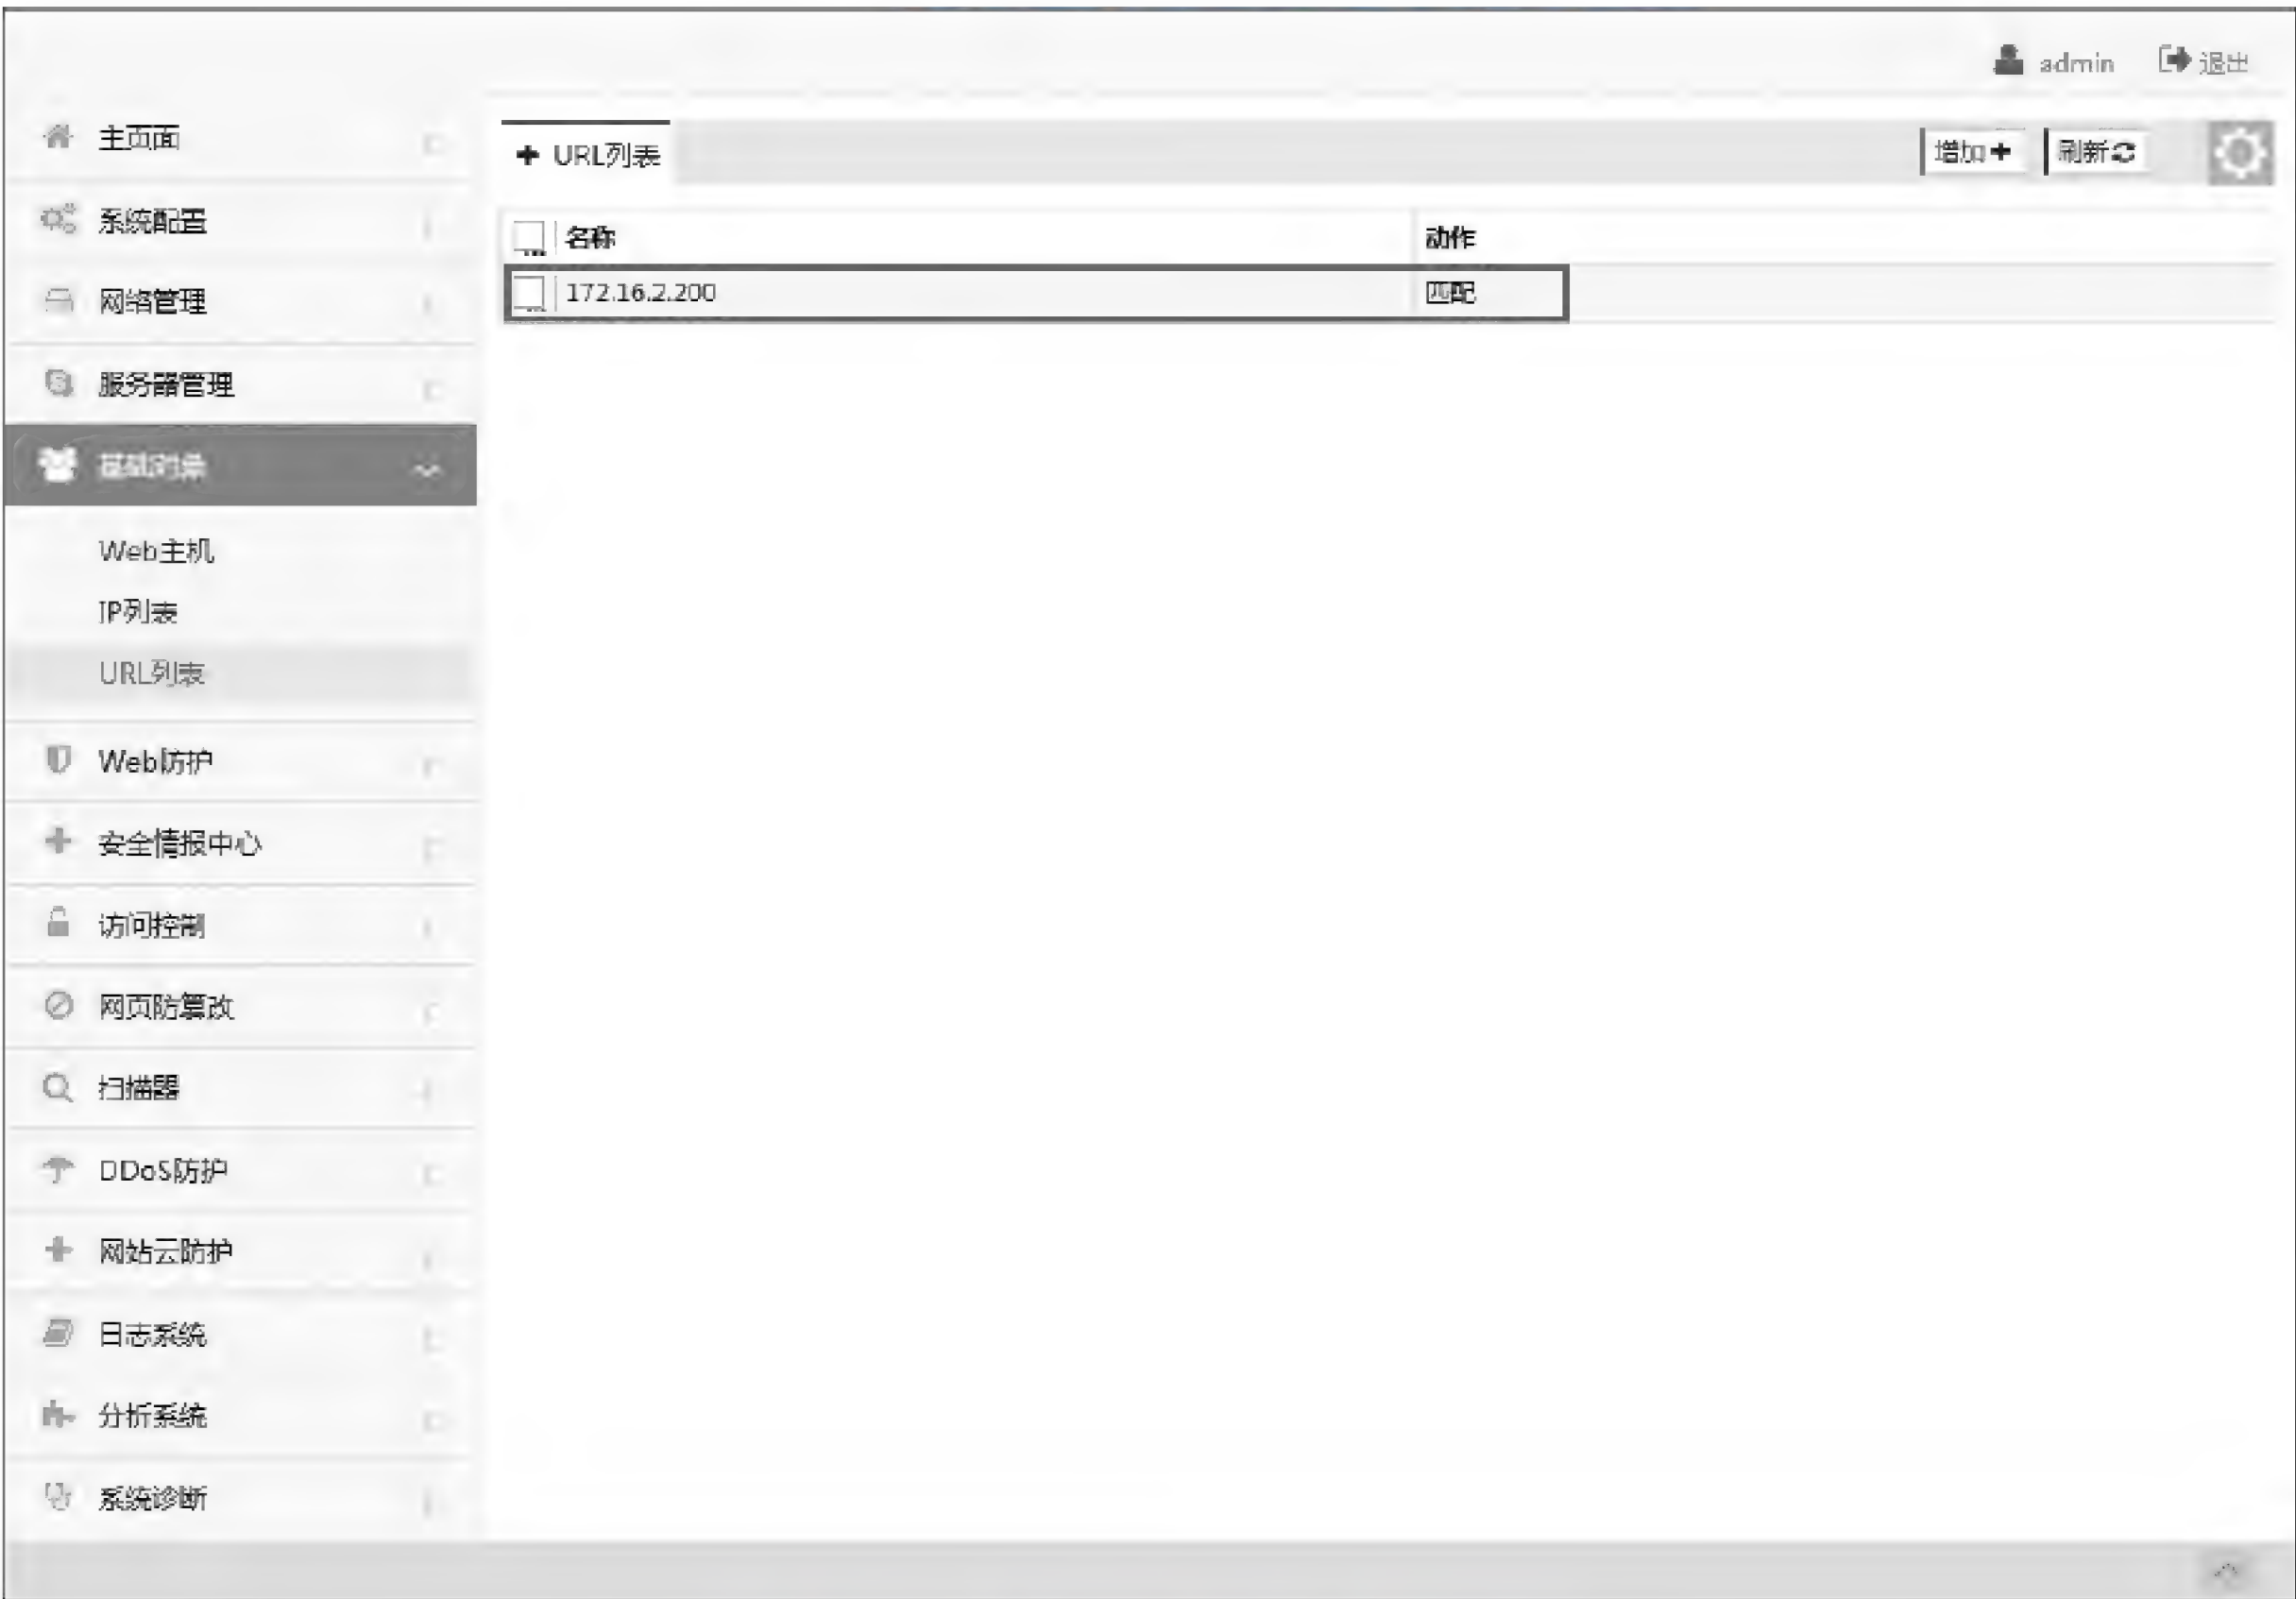 admin 退出
主页面
系统配置
网络管理
服务器管理
基础对象
Web主机
IP列表
URL列表
Web防护
安全情报中心
访问控制
网页防篡改
扫描器
DDoS防护
网站云防护
日志系统
分析系统
系统诊断
URL列表
增加 刷新
名称 动作
172.16.2.200 匹配